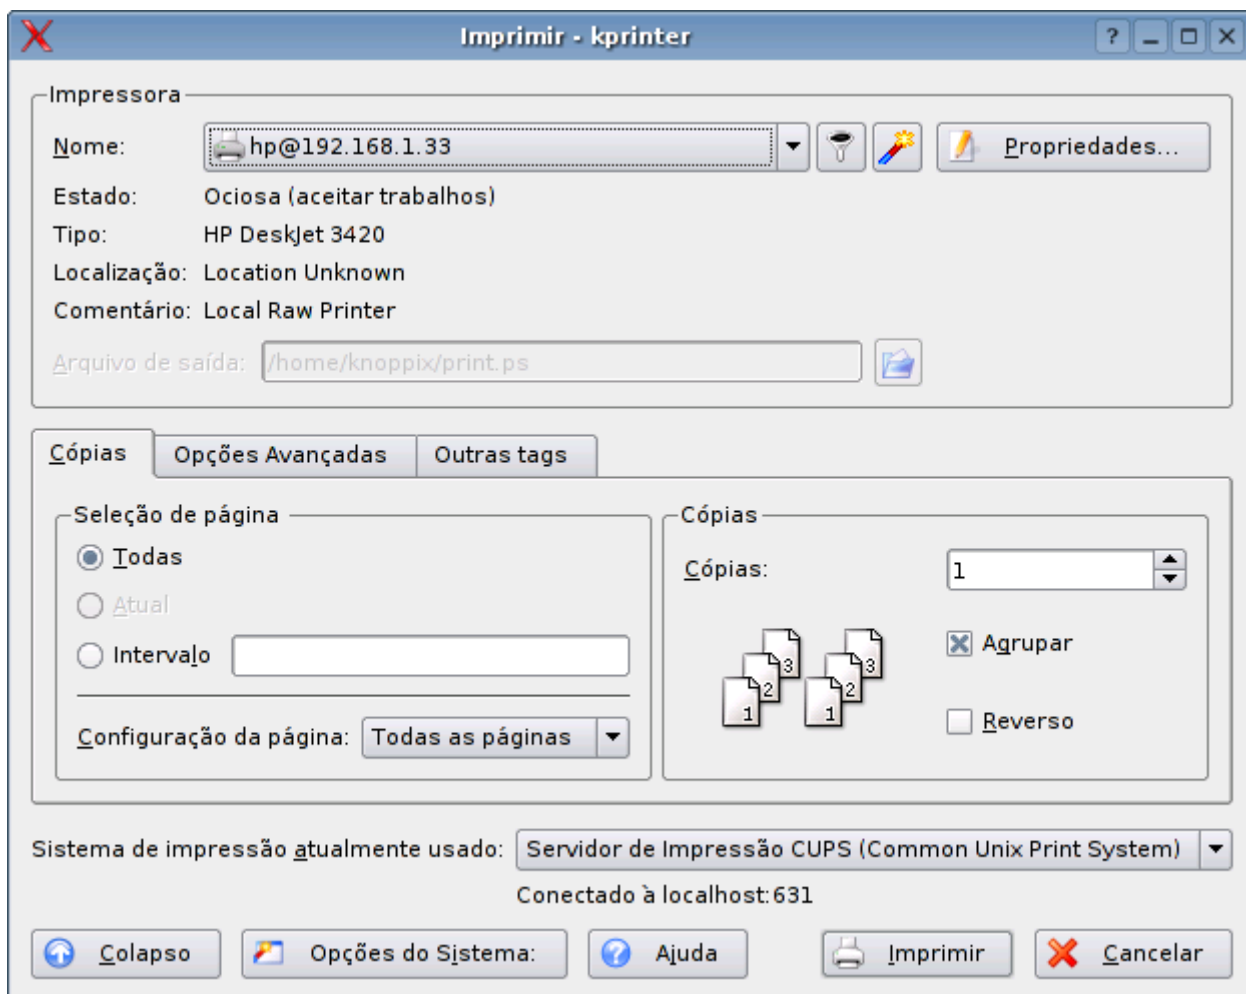 Imprimir - kprinter
Impressora
Nome: hp@192.168.1.33 Propriedades...
Estado: Ociosa (aceitar trabalhos)
Tipo: HP DeskJet 3420
Localização: Location Unknown
Comentário: Local Raw Printer
Arquivo de saída: /home/knoppix/print.ps
Cópias Opções Avançadas Outras tags
Seleção de página
Todas
Atual
Intervalo
Configuração da página: Todas as páginas
Cópias
Cópias: 1
3 3
2 2
1 1
Agrupar
Reverso
Sistema de impressão atualmente usado: Servidor de Impressão CUPS (Common Unix Print System)
Conectado à localhost:631
Colapso Opções do Sistema: Ajuda Imprimir Cancelar